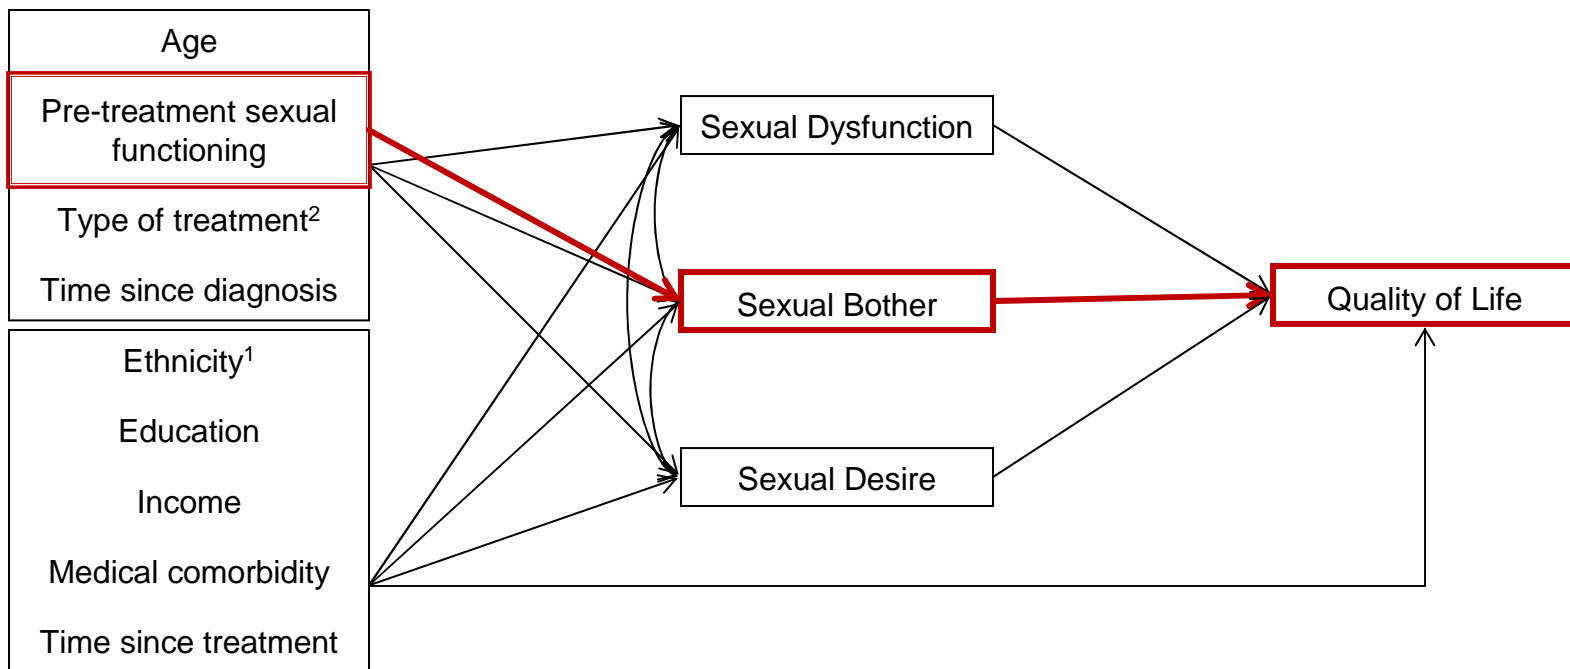 Age
Pre-treatment sexual
functioning
Type of treatment²
Time since diagnosis
Ethnicity¹
Education
Income
Medical comorbidity
Time since treatment
Sexual Dysfunction
Sexual Bother
Sexual Desire
Quality of Life